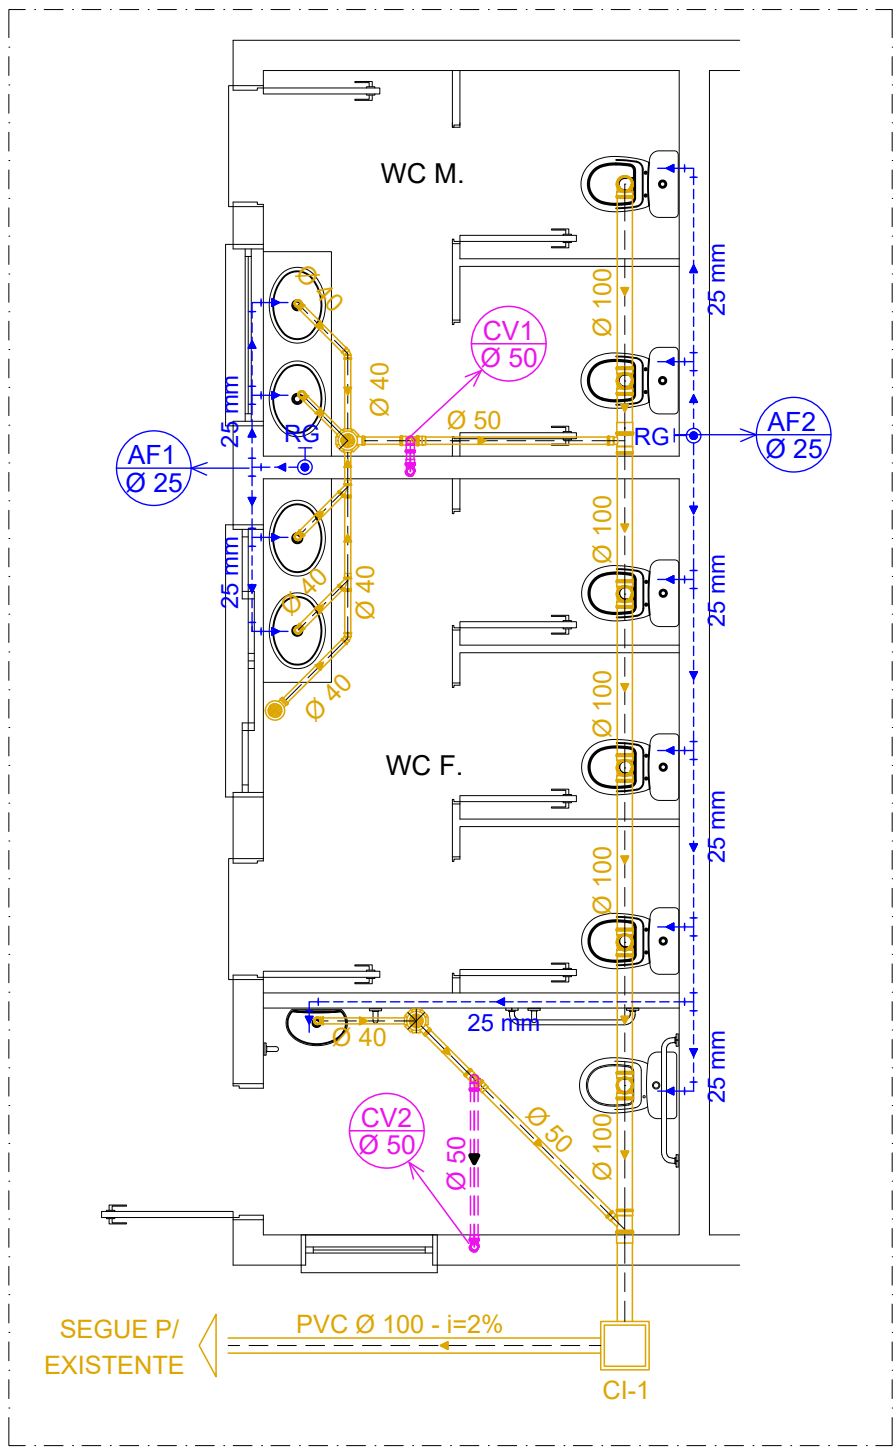 WC M.
Ø 40
Ø 100
25 mm
CV1
Ø 50
Ø 40
25 mm
Ø 50
RG
RG
AF2
Ø 25
AF1
Ø 25
Ø 100
25 mm
25 mm
Ø 40
Ø 40
Ø 40
Ø 100
WC F.
25 mm
Ø 100
25 mm
Ø 40
25 mm
CV2
Ø 50
Ø 50
Ø 50
Ø 100
PVC Ø 100 - i=2%
SEGUE P/
EXISTENTE
CI-1